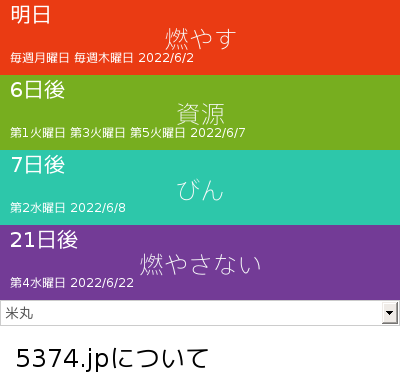 明日
燃やす
毎週月曜日 毎週木曜日 2022/6/2
6日後
資源
第1火曜日 第3火曜日 第5火曜日 2022/6/7
7日後
びん
第2水曜日 2022/6/8
21日後
燃やさない
第4水曜日 2022/6/22
米丸
5374.jpについて